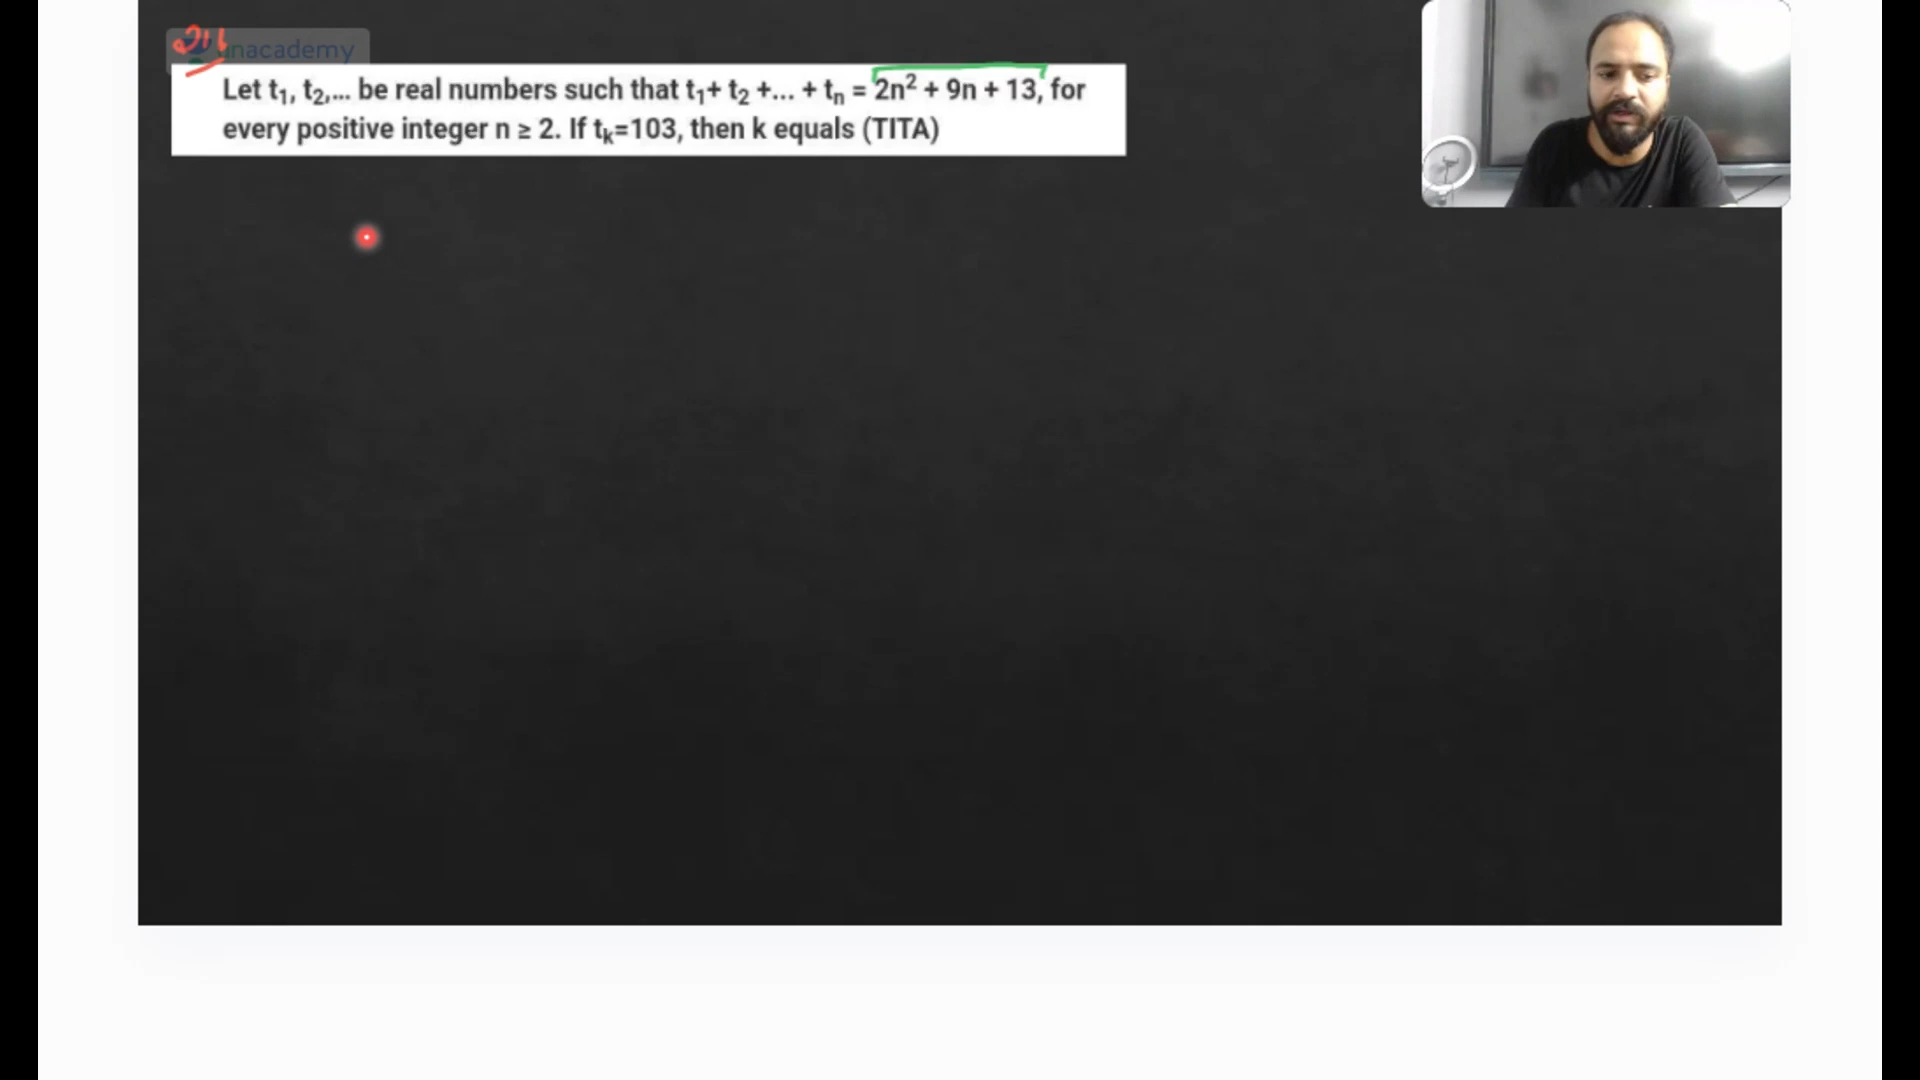 unacademy
Let t₁, t₂,... be real numbers such that t₁+ t₂ +... + tₙ = 2n² + 9n + 13, for
every positive integer n ≥ 2. If tₖ=103, then k equals (TITA)